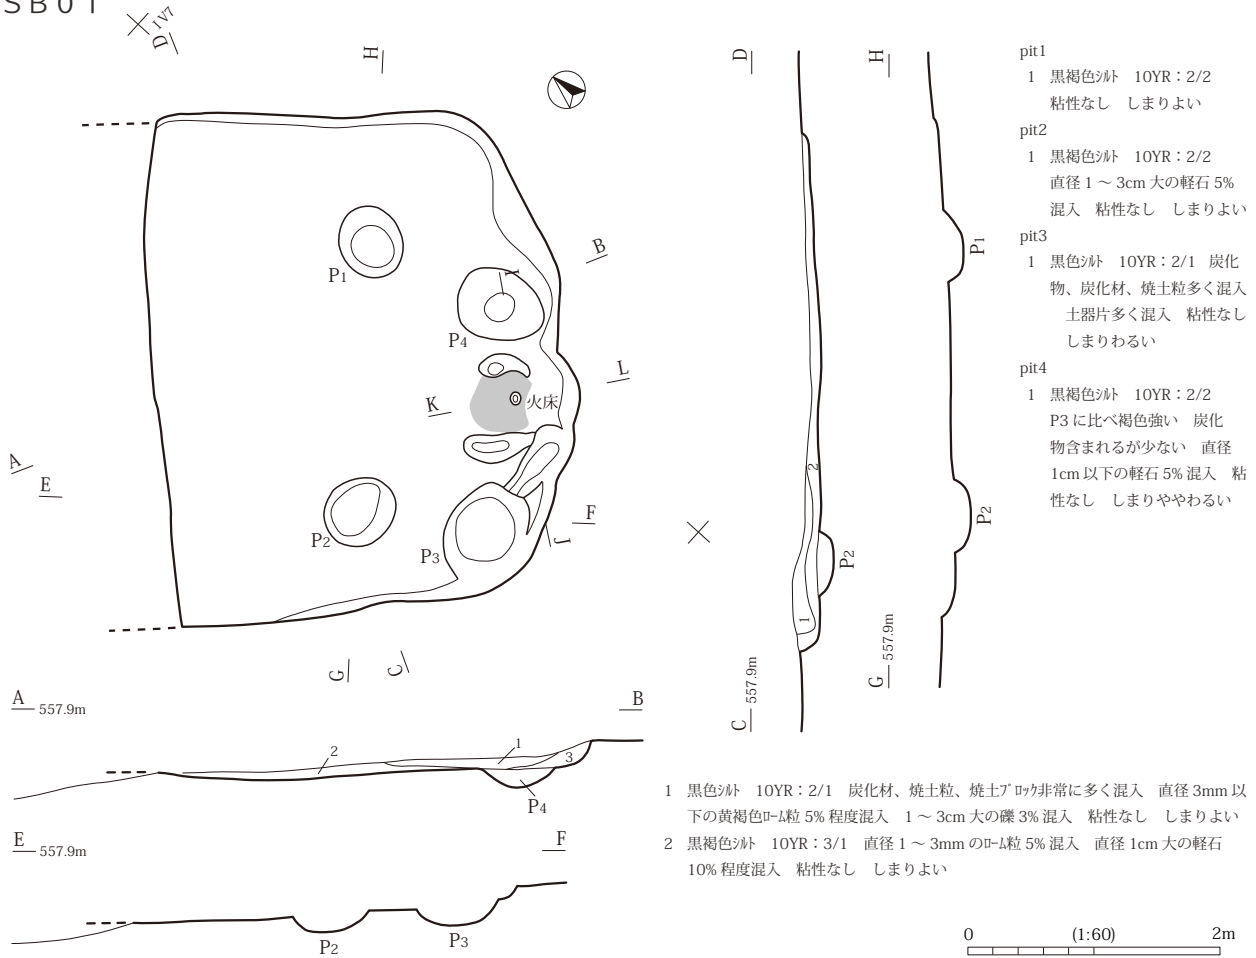 SB01
IV7
D
H
B
P1
P4
L
K
火床
A
E
P2
P3
F
J
I
G
C
D
H
P1
2
P2
P2
1
C 557.9m
G 557.9m
pit1
1 黒褐色シルト 10YR：2/2
粘性なし しまりよい
pit2
1 黒褐色シルト 10YR：2/2
直径 1 ～ 3cm 大の軽石 5%
混入 粘性なし しまりよい
pit3
1 黒色シルト 10YR：2/1 炭化
物、炭化材、焼土粒多く混入
土器片多く混入 粘性なし
しまりわるい
pit4
1 黒褐色シルト 10YR：2/2
P3 に比べ褐色強い 炭化
物含まれるが少ない 直径
1cm 以下の軽石 5% 混入 粘
性なし しまりややわるい
A 557.9m
B
2
1
3
P4
E 557.9m
F
P2
P3
1 黒色シルト 10YR：2/1 炭化材、焼土粒、焼土ブロック非常に多く混入 直径 3mm 以
下の黄褐色ローム粒 5% 程度混入 1 ～ 3cm 大の礫 3% 混入 粘性なし しまりよい
2 黒褐色シルト 10YR：3/1 直径 1 ～ 3mm のローム粒 5% 混入 直径 1cm 大の軽石
10% 程度混入 粘性なし しまりよい
0 (1:60) 2m